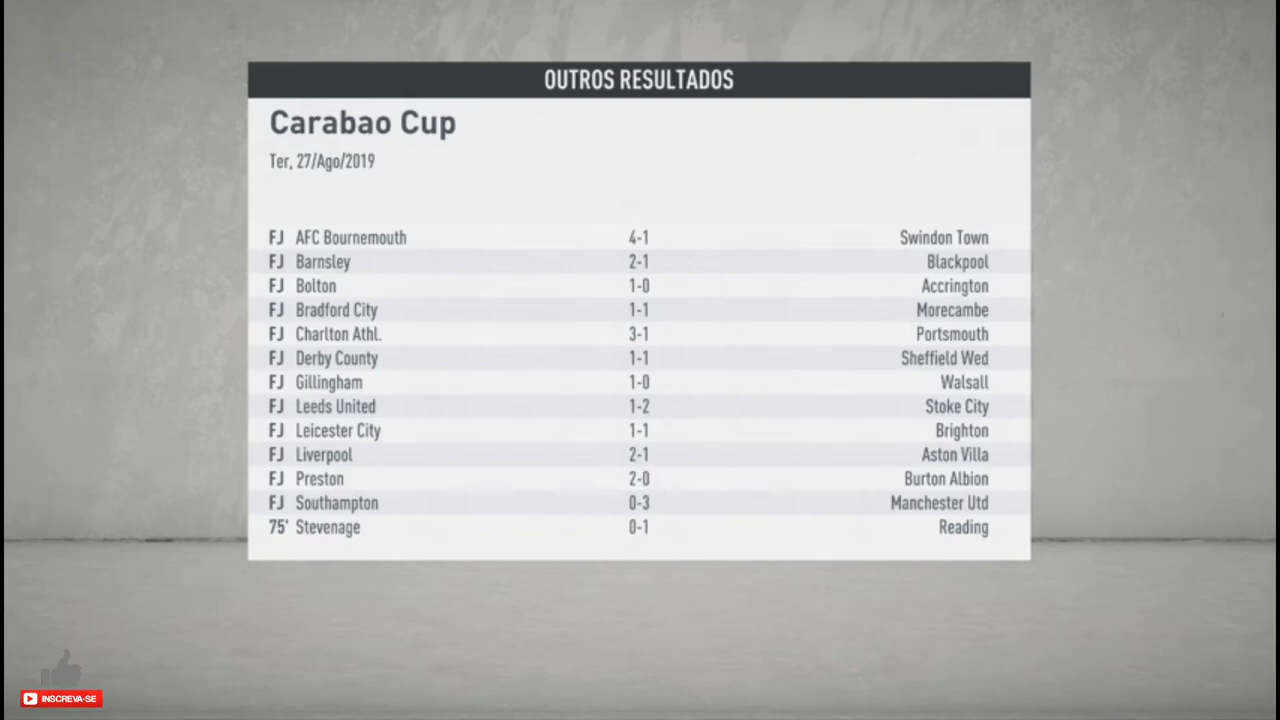 OUTROS RESULTADOS
Carabao Cup
Ter, 27/Ago/2019
FJ AFC Bournemouth 4-1 Swindon Town
FJ Barnsley 2-1 Blackpool
FJ Bolton 1-0 Accrington
FJ Bradford City 1-1 Morecambe
FJ Charlton Athl. 3-1 Portsmouth
FJ Derby County 1-1 Sheffield Wed
FJ Gillingham 1-0 Walsall
FJ Leeds United 1-2 Stoke City
FJ Leicester City 1-1 Brighton
FJ Liverpool 2-1 Aston Villa
FJ Preston 2-0 Burton Albion
FJ Southampton 0-3 Manchester Utd
75' Stevenage 0-1 Reading
INSCREVA-SE